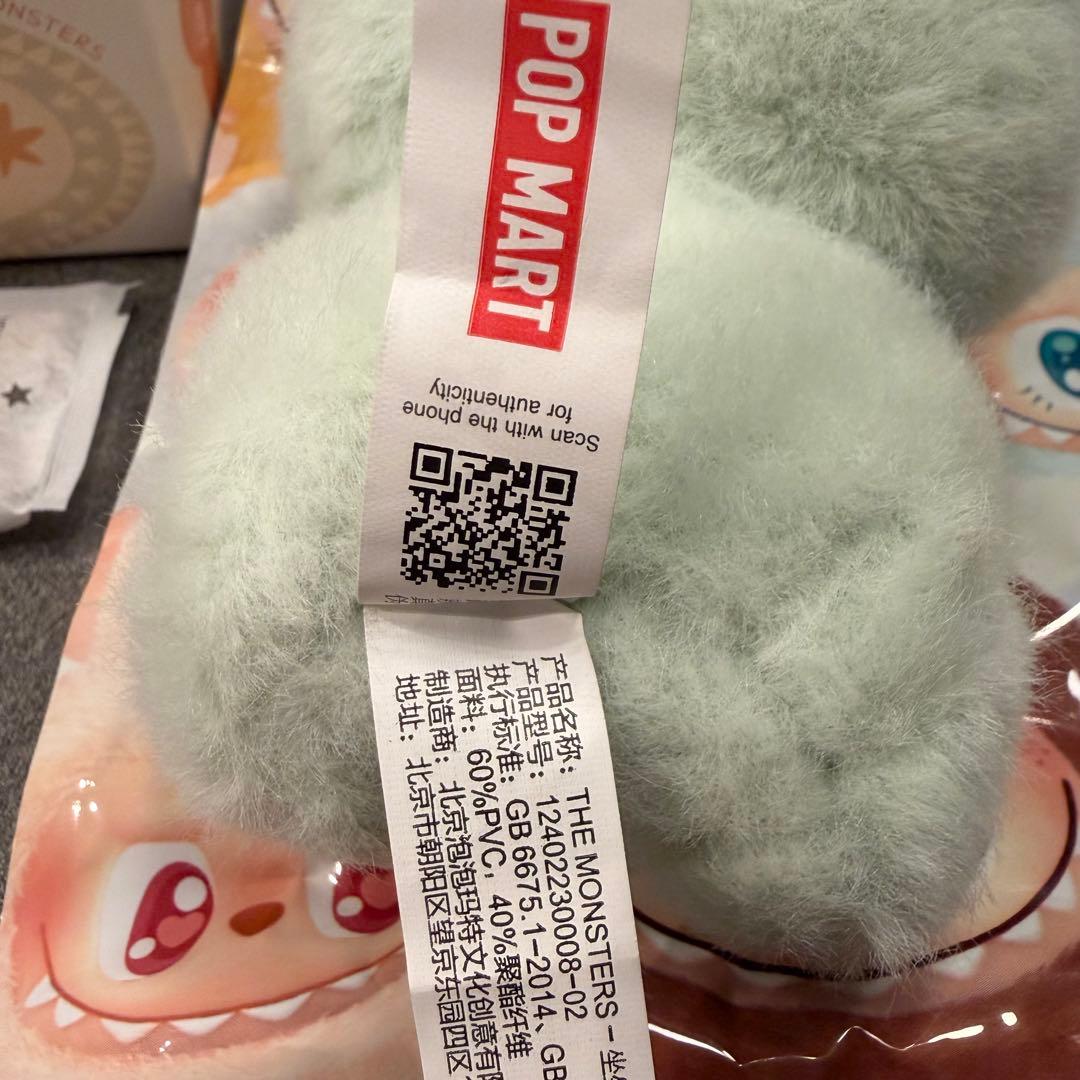 MONSTERS
POP MART
Scan with the phone
for authenticity
产品名称: THE MONSTERS - 坐
产品型号: 12402230008-02
执行标准: GB 6675.1-2014、GB
面料: 60%PVC, 40%聚酯纤维
制造商: 北京泡泡玛特文化创意有限
地址: 北京市朝阳区望京东园四区